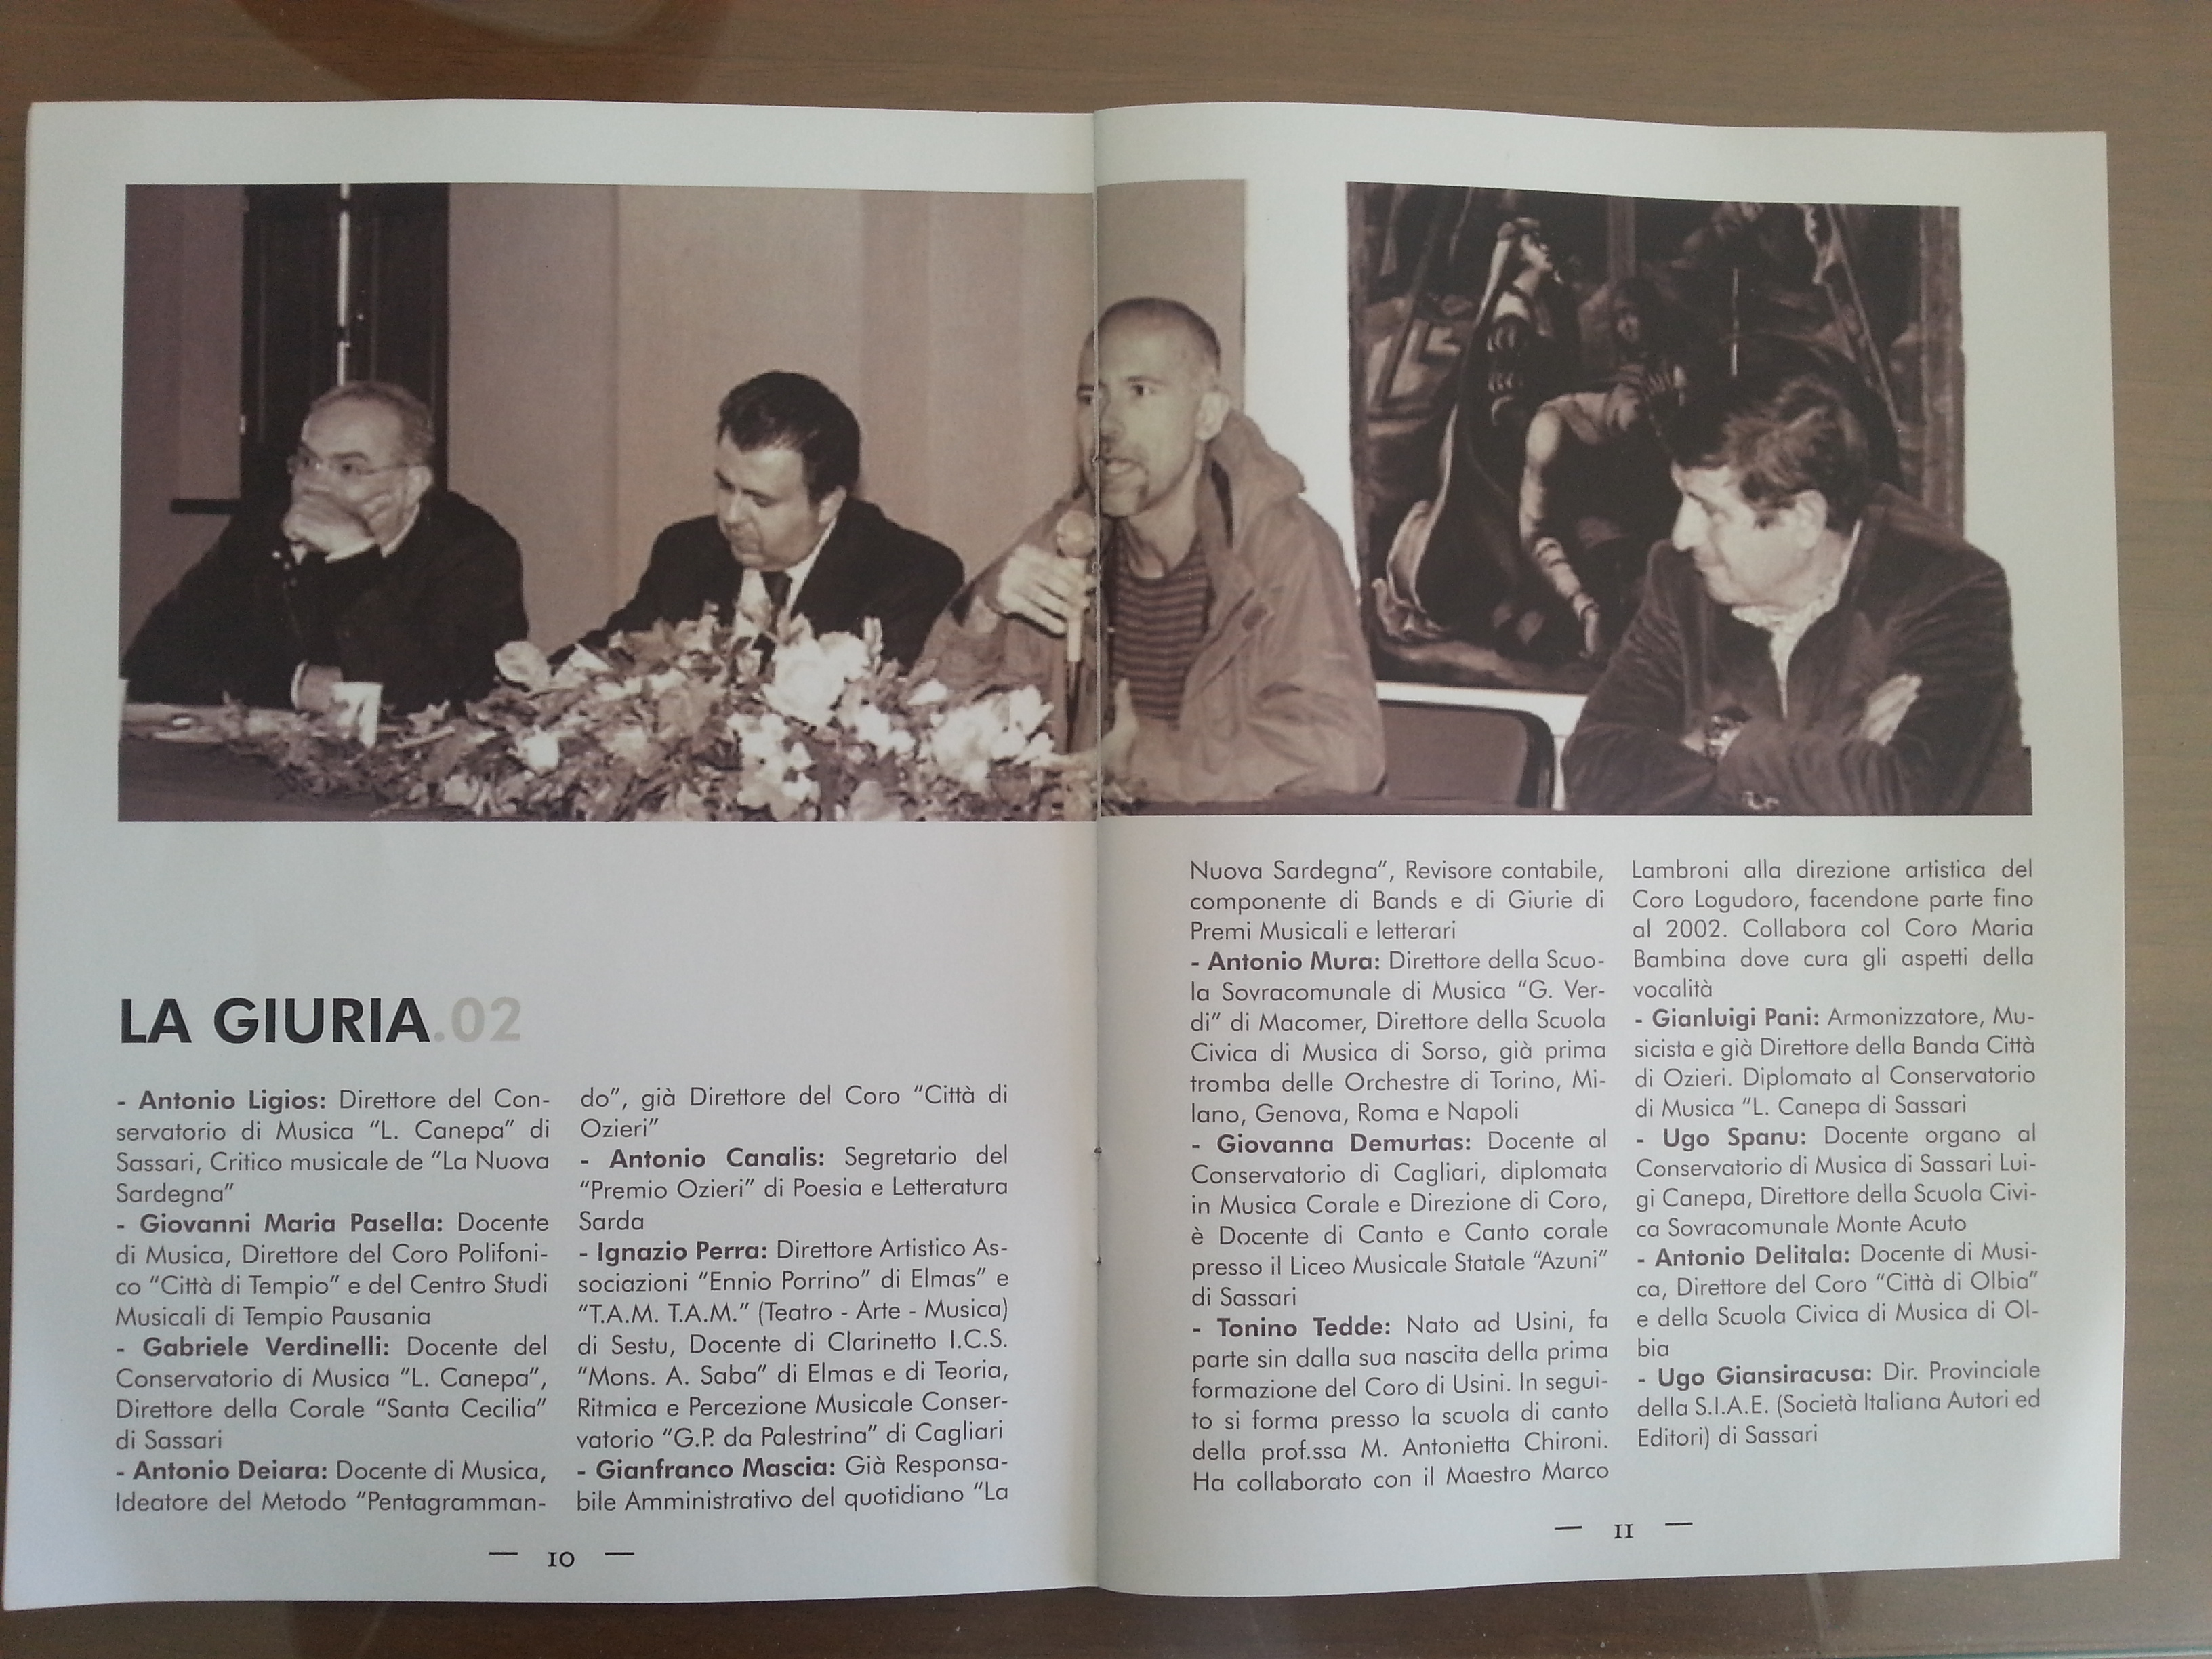 LA GIURIA.02
- Antonio Ligios: Direttore del Con-
servatorio di Musica "L. Canepa" di
Sassari, Critico musicale de "La Nuova
Sardegna"
- Giovanni Maria Pasella: Docente
di Musica, Direttore del Coro Polifoni-
co "Città di Tempio" e del Centro Studi
Musicali di Tempio Pausania
- Gabriele Verdinelli: Docente del
Conservatorio di Musica "L. Canepa",
Direttore della Corale "Santa Cecilia"
di Sassari
- Antonio Deiara: Docente di Musica,
Ideatore del Metodo "Pentagramman-
do", già Direttore del Coro "Città di
Ozieri"
- Antonio Canalis: Segretario del
"Premio Ozieri" di Poesia e Letteratura
Sarda
- Ignazio Perra: Direttore Artistico As-
sociazioni "Ennio Porrino" di Elmas" e
"T.A.M. T.A.M." (Teatro - Arte - Musica)
di Sestu, Docente di Clarinetto I.C.S.
"Mons. A. Saba" di Elmas e di Teoria,
Ritmica e Percezione Musicale Conser-
vatorio "G.P. da Palestrina" di Cagliari
- Gianfranco Mascia: Già Responsa-
bile Amministrativo del quotidiano "La
10
Nuova Sardegna", Revisore contabile,
componente di Bands e di Giurie di
Premi Musicali e letterari
- Antonio Mura: Direttore della Scuo-
la Sovracomunale di Musica "G. Ver-
di" di Macomer, Direttore della Scuola
Civica di Musica di Sorso, già prima
tromba delle Orchestre di Torino, Mi-
lano, Genova, Roma e Napoli
- Giovanna Demurtas: Docente al
Conservatorio di Cagliari, diplomata
in Musica Corale e Direzione di Coro,
è Docente di Canto e Canto corale
presso il Liceo Musicale Statale "Azuni"
di Sassari
- Tonino Tedde: Nato ad Usini, fa
parte sin dalla sua nascita della prima
formazione del Coro di Usini. In segui-
to si forma presso la scuola di canto
della prof.ssa M. Antonietta Chironi.
Ha collaborato con il Maestro Marco
Lambroni alla direzione artistica del
Coro Logudoro, facendone parte fino
al 2002. Collabora col Coro Maria
Bambina dove cura gli aspetti della
vocalità
- Gianluigi Pani: Armonizzatore, Mu-
sicista e già Direttore della Banda Città
di Ozieri. Diplomato al Conservatorio
di Musica "L. Canepa di Sassari
- Ugo Spanu: Docente organo al
Conservatorio di Musica di Sassari Lui-
gi Canepa, Direttore della Scuola Civi-
ca Sovracomunale Monte Acuto
- Antonio Delitala: Docente di Musi-
ca, Direttore del Coro "Città di Olbia"
e della Scuola Civica di Musica di Ol-
bia
- Ugo Giansiracusa: Dir. Provinciale
della S.I.A.E. (Società Italiana Autori ed
Editori) di Sassari
11